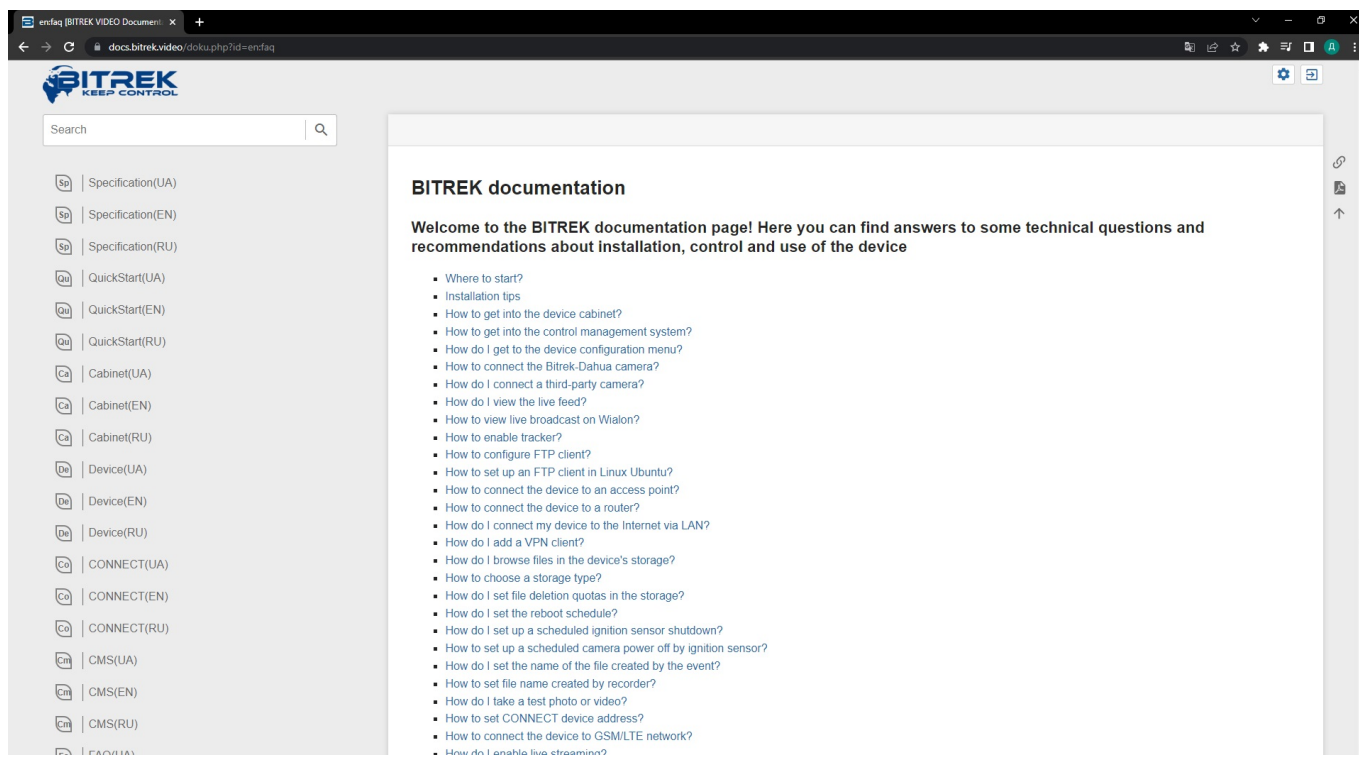 en:faq [BITREK VIDEO Document
docs.bitrek.video/doku.php?id=en:faq
Д
BITREK
KEEP CONTROL
Search
Sp Specification(UA)
Sp Specification(EN)
Sp Specification(RU)
Qu QuickStart(UA)
Qu QuickStart(EN)
Qu QuickStart(RU)
Ca Cabinet(UA)
Ca Cabinet(EN)
Ca Cabinet(RU)
De Device(UA)
De Device(EN)
De Device(RU)
Co CONNECT(UA)
Co CONNECT(EN)
Co CONNECT(RU)
Cm CMS(UA)
Cm CMS(EN)
Cm CMS(RU)
FAQ(UA)
BITREK documentation
Welcome to the BITREK documentation page! Here you can find answers to some technical questions and
recommendations about installation, control and use of the device
Where to start?
Installation tips
How to get into the device cabinet?
How to get into the control management system?
How do I get to the device configuration menu?
How to connect the Bitrek-Dahua camera?
How do I connect a third-party camera?
How do I view the live feed?
How to view live broadcast on Wialon?
How to enable tracker?
How to configure FTP client?
How to set up an FTP client in Linux Ubuntu?
How to connect the device to an access point?
How to connect the device to a router?
How do I connect my device to the Internet via LAN?
How do I add a VPN client?
How do I browse files in the device's storage?
How to choose a storage type?
How do I set file deletion quotas in the storage?
How do I set the reboot schedule?
How do I set up a scheduled ignition sensor shutdown?
How to set up a scheduled camera power off by ignition sensor?
How do I set the name of the file created by the event?
How to set file name created by recorder?
How do I take a test photo or video?
How to set CONNECT device address?
How to connect the device to GSM/LTE network?
How do I enable live streaming?